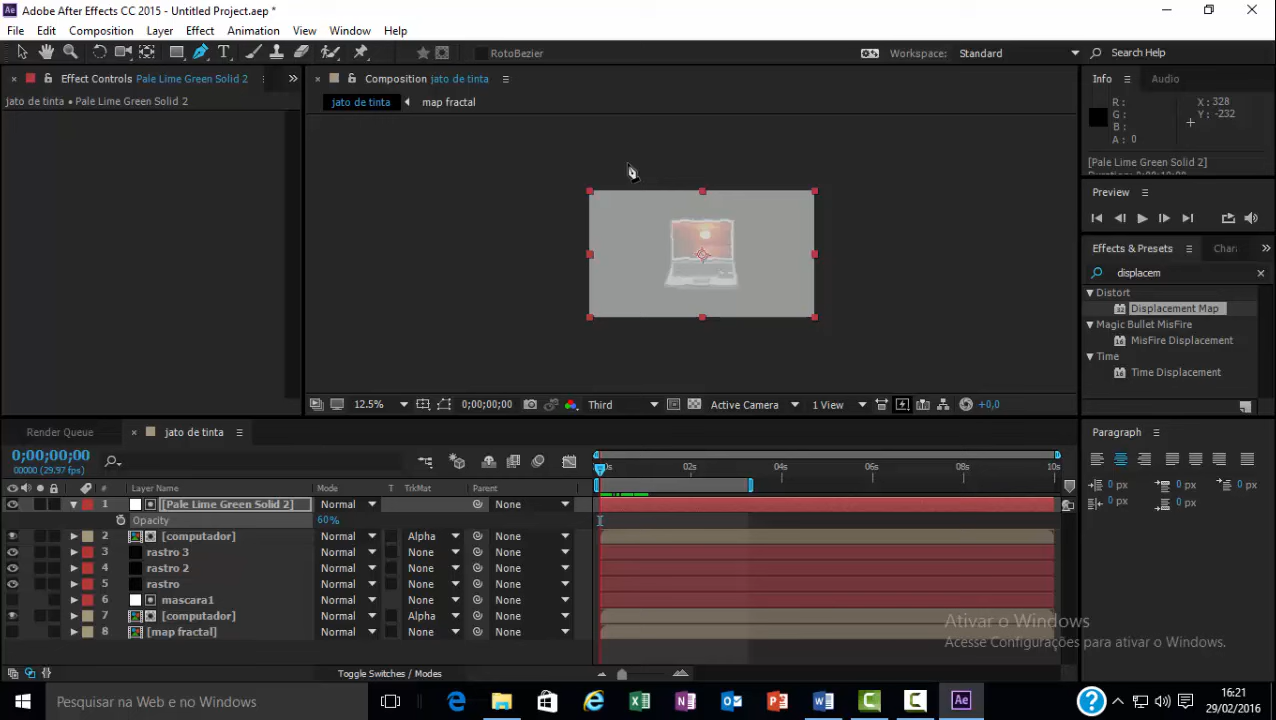 Adobe After Effects CC 2015 - Untitled Project.aep *
File Edit Composition Layer Effect Animation View Window Help
RotoBezier
Workspace: Standard
Search Help
Effect Controls Pale Lime Green Solid 2
jato de tinta • Pale Lime Green Solid 2
Composition jato de tinta
jato de tinta
map fractal
Info
Audio
R :
G :
B :
A : 0
X : 328
Y : -232
[Pale Lime Green Solid 2]
Duration: 0;00;10;00
Preview
Effects & Presets
Chan
displacem
Distort
Displacement Map
Magic Bullet MisFire
MisFire Displacement
Time
Time Displacement
12.5%
0;00;00;00
Third
Active Camera
1 View
+0,0
Render Queue
jato de tinta
0;00;00;00
00000 (29.97 fps)
0s 02s 04s 06s 08s 10s
# Layer Name Mode T TrkMat Parent
1 [Pale Lime Green Solid 2] Normal None
Opacity 60%
2 [computador] Normal Alpha None
3 rastro 3 Normal None None
4 rastro 2 Normal None None
5 rastro Normal None None
6 mascara1 Normal None None
7 [computador] Normal Alpha None
8 [map fractal] Normal None None
Toggle Switches / Modes
Paragraph
0 px
0 px
0 px
0 px
0 px
Ativar o Windows
Acesse Configurações para ativar o Windows.
Pesquisar na Web e no Windows
16:21
29/02/2016